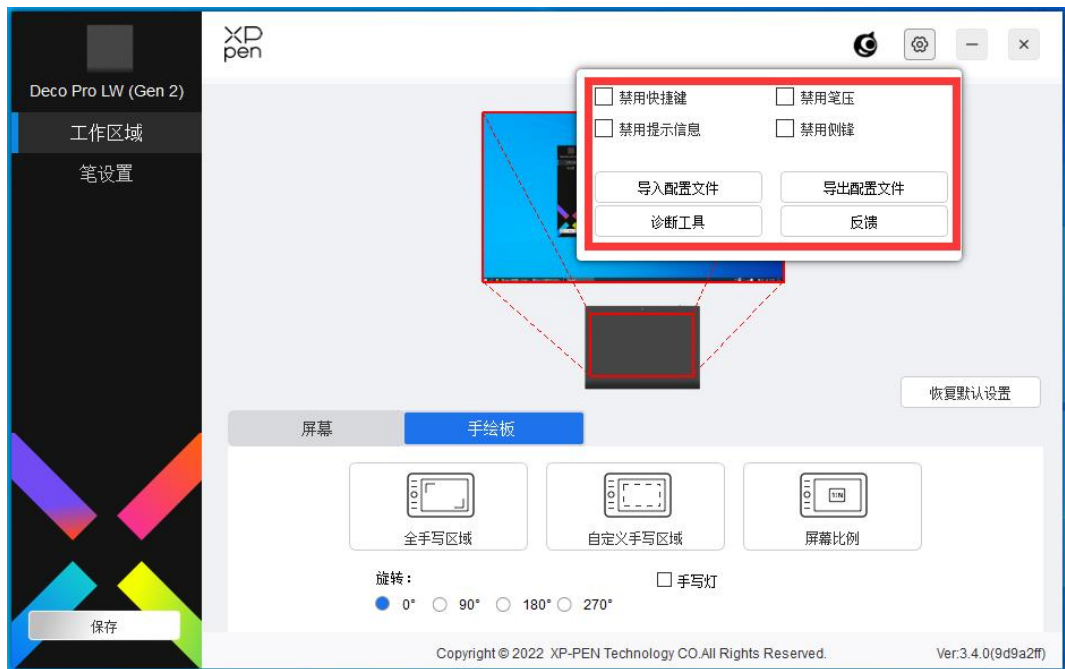 XP
pen
Deco Pro LW (Gen 2)
工作区域
笔设置
禁用快捷鍵 禁用笔压
禁用提示信息 禁用侧鋒
导入配置文件 导出配置文件
诊断工具 反馈
恢复默认设置
屏幕 手绘板
全手写区域 自定义手写区域 屏幕比例
1:N
旋转： 手写灯
0° 90° 180° 270°
保存
Copyright © 2022 XP-PEN Technology CO.All Rights Reserved. Ver:3.4.0(9d9a2ff)